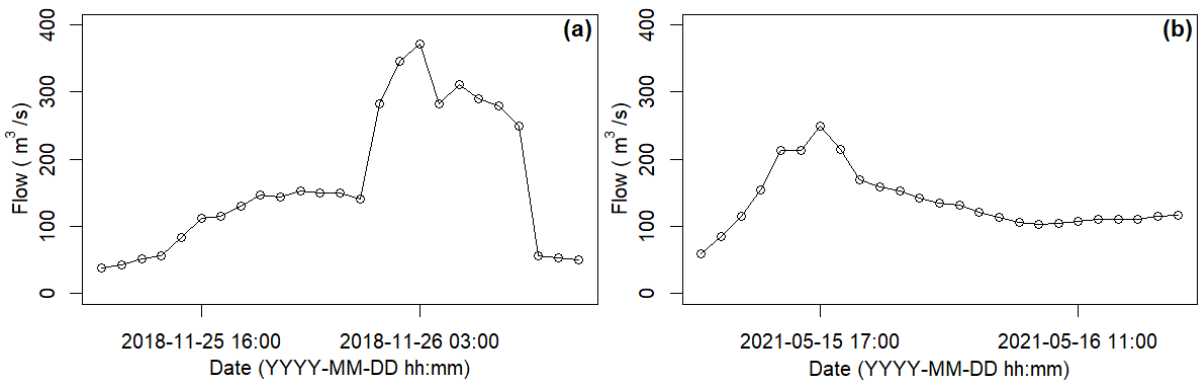 (a)
400
300
200
100
0
Flow ( m³ /s)
2018-11-25 16:00 2018-11-26 03:00
Date (YYYY-MM-DD hh:mm)
(b)
400
300
200
100
0
Flow ( m³ /s)
2021-05-15 17:00 2021-05-16 11:00
Date (YYYY-MM-DD hh:mm)